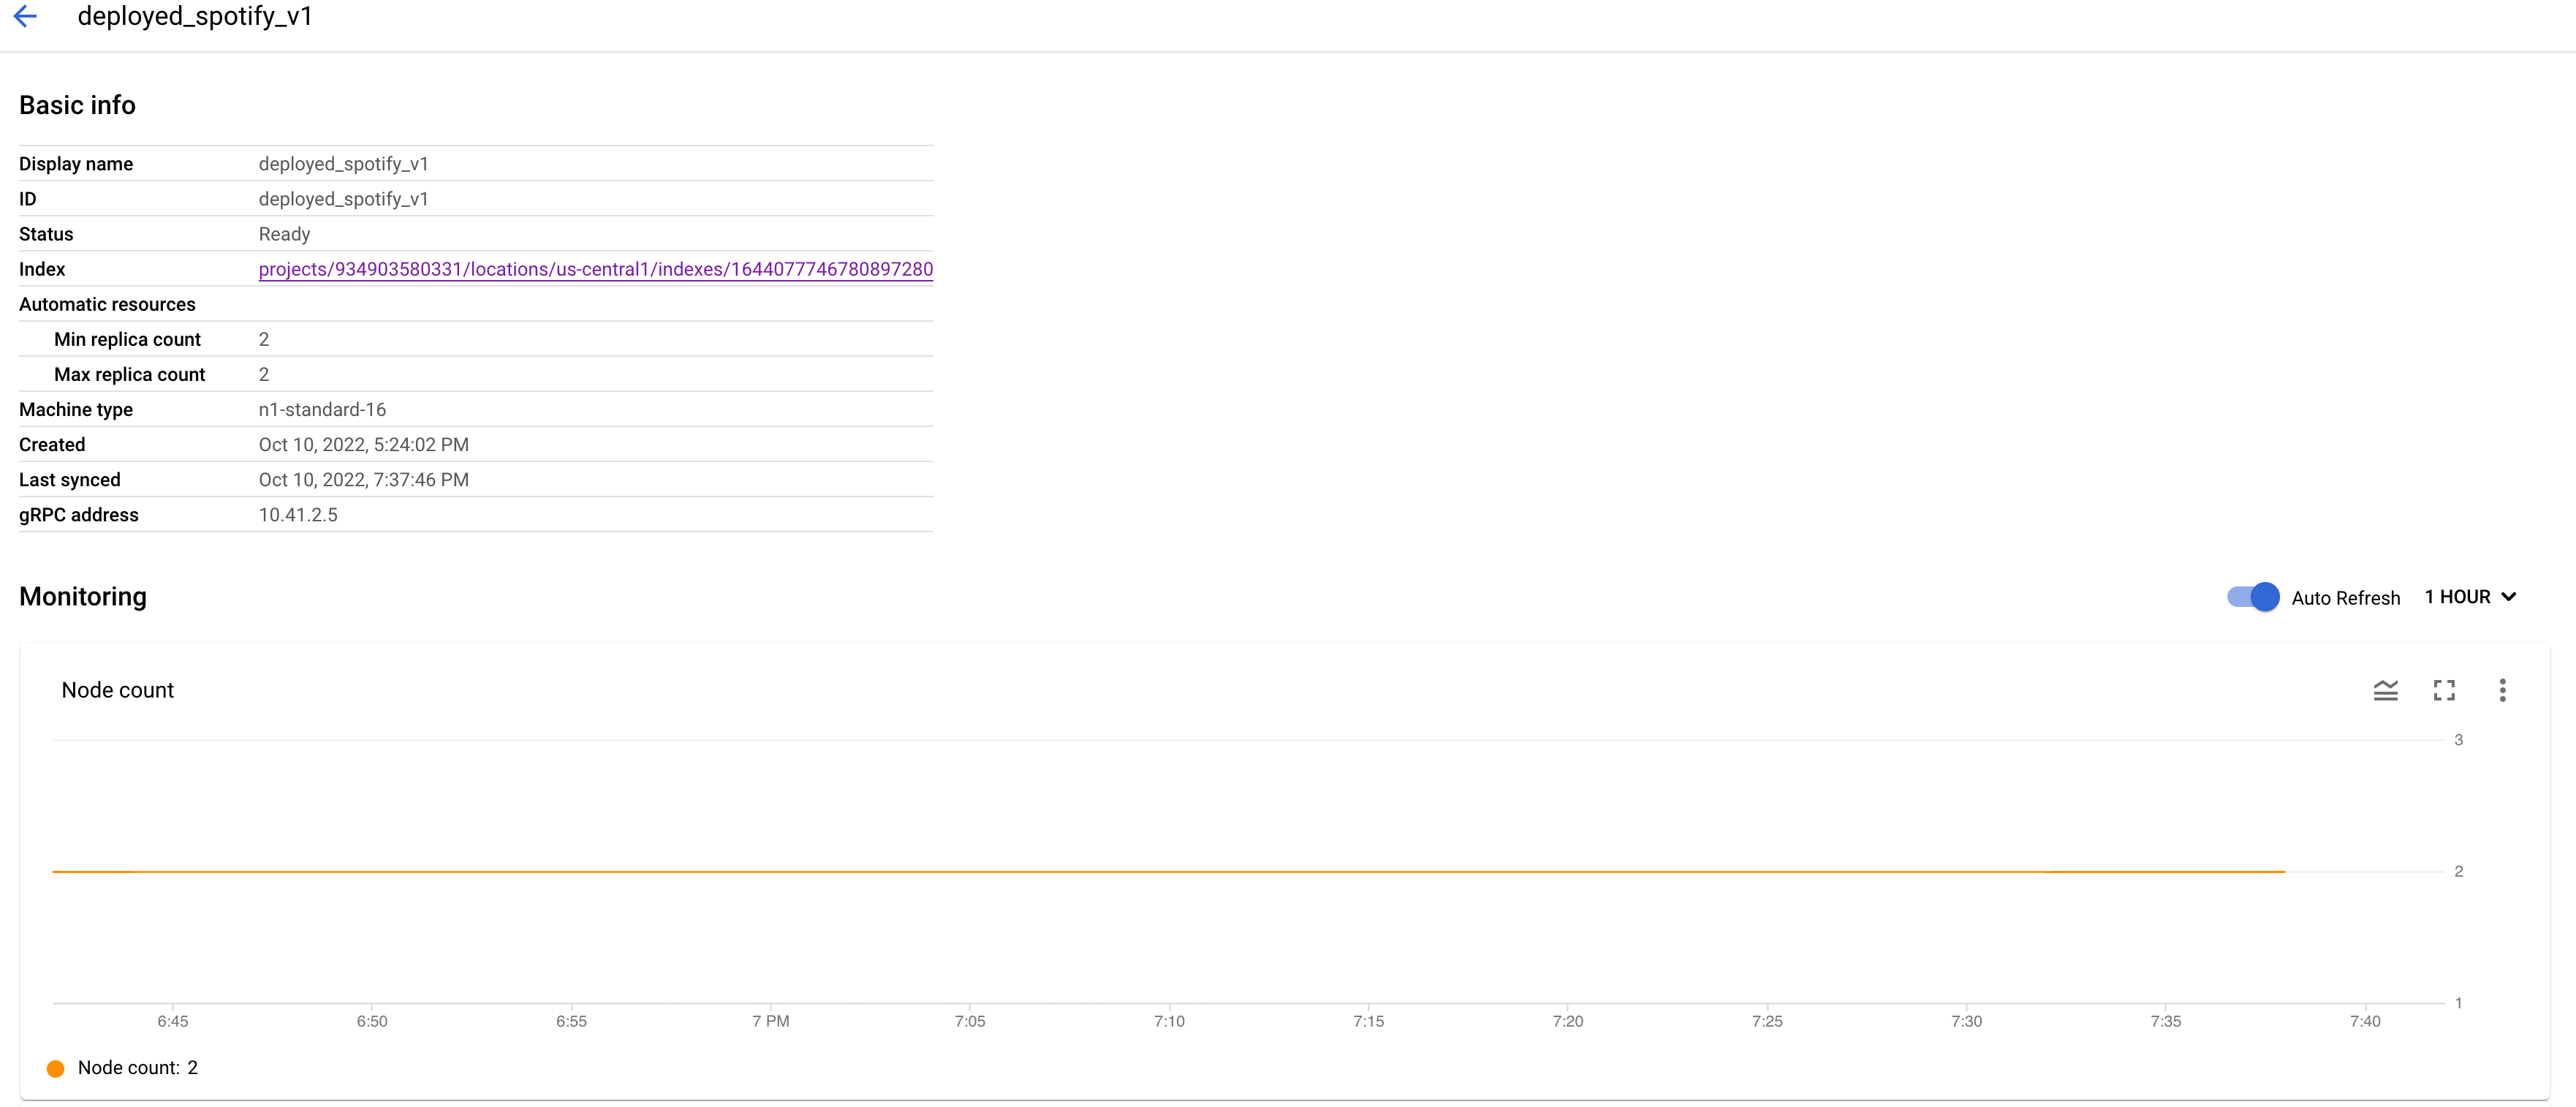 deployed_spotify_v1
Basic info
Display name deployed_spotify_v1
ID deployed_spotify_v1
Status Ready
Index projects/934903580331/locations/us-central1/indexes/1644077746780897280
Automatic resources
Min replica count 2
Max replica count 2
Machine type n1-standard-16
Created Oct 10, 2022, 5:24:02 PM
Last synced Oct 10, 2022, 7:37:46 PM
gRPC address 10.41.2.5
Monitoring Auto Refresh 1 HOUR
Node count
3
2
1
6:45 6:50 6:55 7 PM 7:05 7:10 7:15 7:20 7:25 7:30 7:35 7:40
Node count: 2